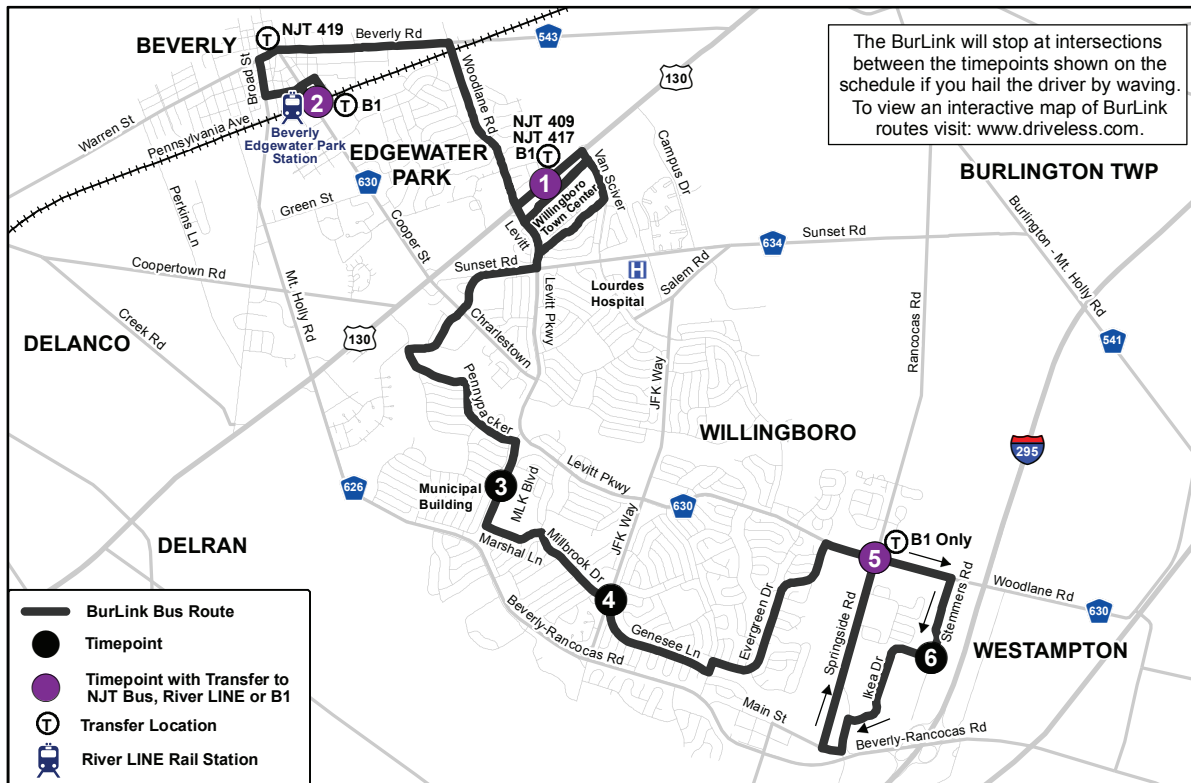 NJT 419
BEVERLY
Beverly Rd
543
130
The BurLink will stop at intersections
between the timepoints shown on the
schedule if you hail the driver by waving.
To view an interactive map of BurLink
routes visit: www.driveless.com.
Broad St
Woodlane Rd
2
B1
Warren St
Pennsylvania Ave
Beverly
Edgewater Park
Station
EDGEWATER
PARK
NJT 409
NJT 417
B1
1
Willingboro
Town Center
Van Sciver
Campus Dr
BURLINGTON TWP
630
Green St
Perkins Ln
Cooper St
Levitt
Burlington - Mt. Holly Rd
634
Sunset Rd
Sunset Rd
Coopertown Rd
Mt. Holly Rd
H
Lourdes
Hospital
Salem Rd
Levitt Pkwy
Rancocas Rd
DELANCO
Creek Rd
130
Chrarlestown
541
JFK Way
Pennypacker
WILLINGBORO
295
Municipal
Building
3
MLK Blvd
Levitt Pkwy
626
630
JFK Way
DELRAN
Marshal Ln
Millbrook Dr
T
B1 Only
5
4
Woodlane Rd
630
Stemmers Rd
Evergreen Dr
Springside Rd
Beverly-Rancocas Rd
Genesee Ln
6
WESTAMPTON
Ikea Dr
Main St
Beverly-Rancocas Rd
BurLink Bus Route
Timepoint
Timepoint with Transfer to
NJT Bus, River LINE or B1
T
Transfer Location
River LINE Rail Station